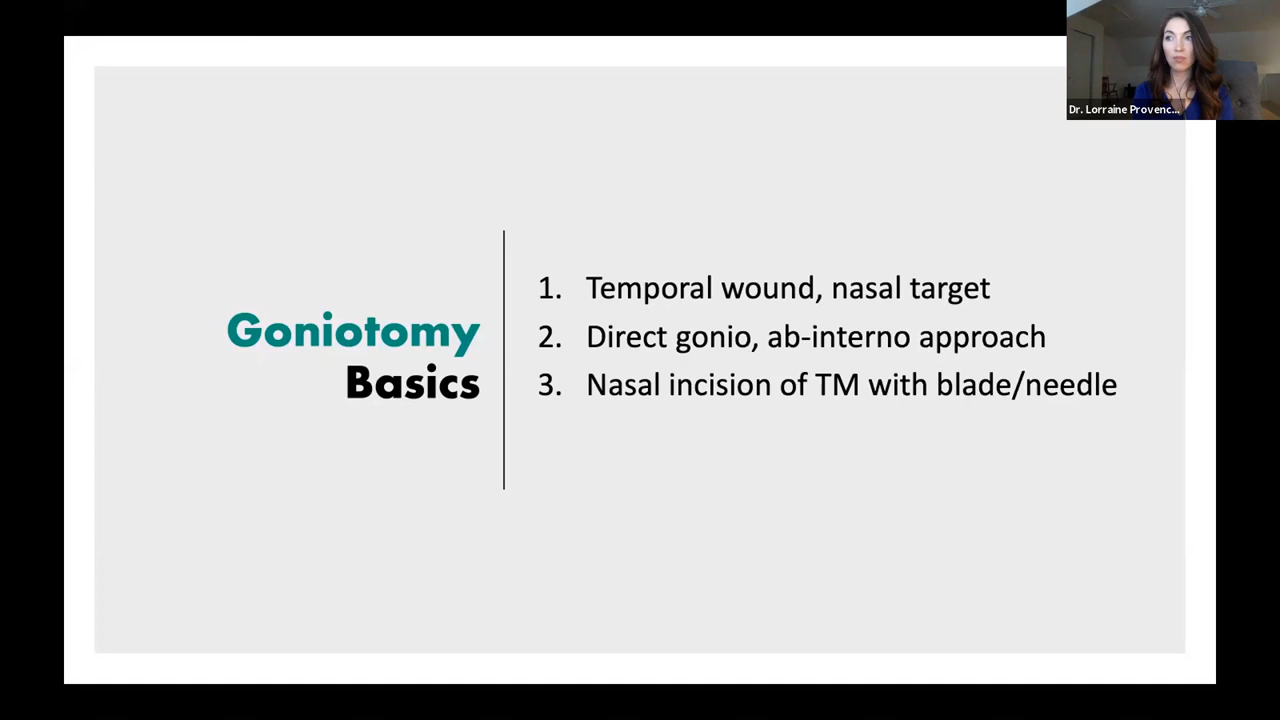 Dr. Lorraine Provenc...
Goniotomy
Basics
1. Temporal wound, nasal target
2. Direct gonio, ab-interno approach
3. Nasal incision of TM with blade/needle